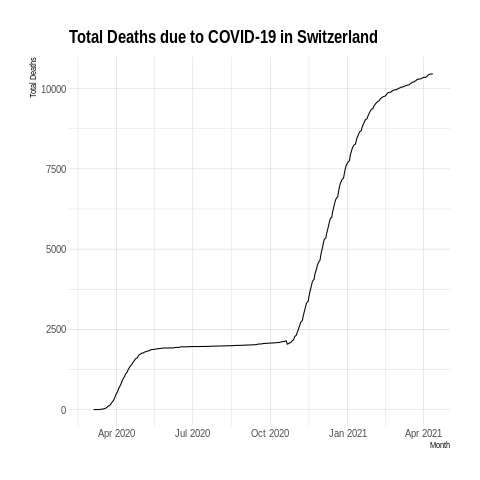 Total Deaths due to COVID-19 in Switzerland
Total Deaths
10000
7500
5000
2500
0
Apr 2020 Jul 2020 Oct 2020 Jan 2021 Apr 2021
Month